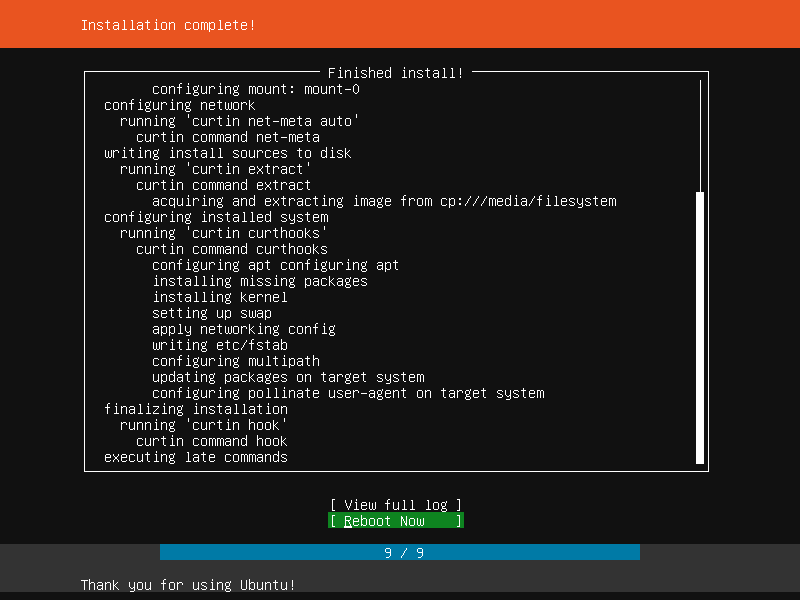 Installation complete!
Finished install!
configuring mount: mount-0
configuring network
running 'curtin net-meta auto'
curtin command net-meta
writing install sources to disk
running 'curtin extract'
curtin command extract
acquiring and extracting image from cp:///media/filesystem
configuring installed system
running 'curtin curthooks'
curtin command curthooks
configuring apt configuring apt
installing missing packages
installing kernel
setting up swap
apply networking config
writing etc/fstab
configuring multipath
updating packages on target system
configuring pollinate user-agent on target system
finalizing installation
running 'curtin hook'
curtin command hook
executing late commands
[ View full log ]
[ Reboot Now ]
9 / 9
Thank you for using Ubuntu!